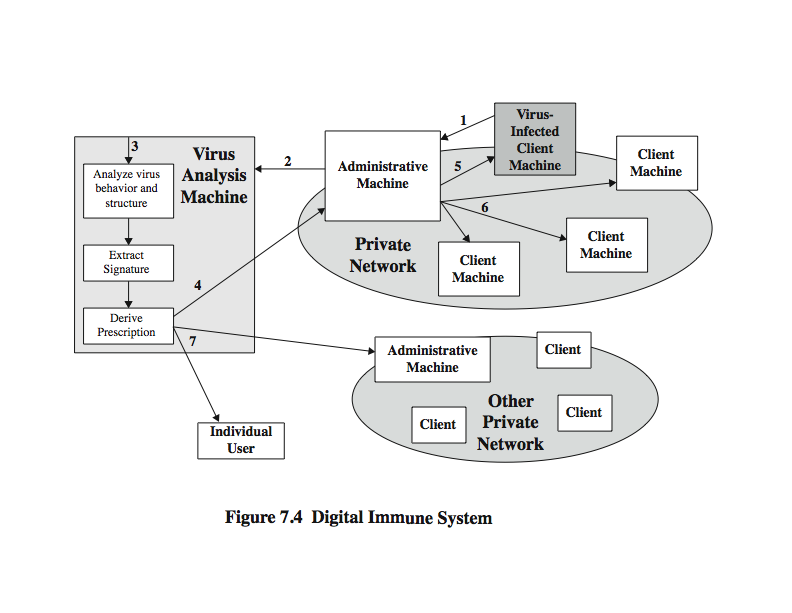 1
Virus-
Infected
Client
Machine
3
Virus
Analysis
Machine
Analyze virus
behavior and
structure
2
Administrative
Machine
5
Client
Machine
6
Extract
Signature
4
Private
Network
Client
Machine
Client
Machine
Derive
Prescription
7
Administrative
Machine
Client
Other
Private
Network
Client
Client
Individual
User
Figure 7.4 Digital Immune System